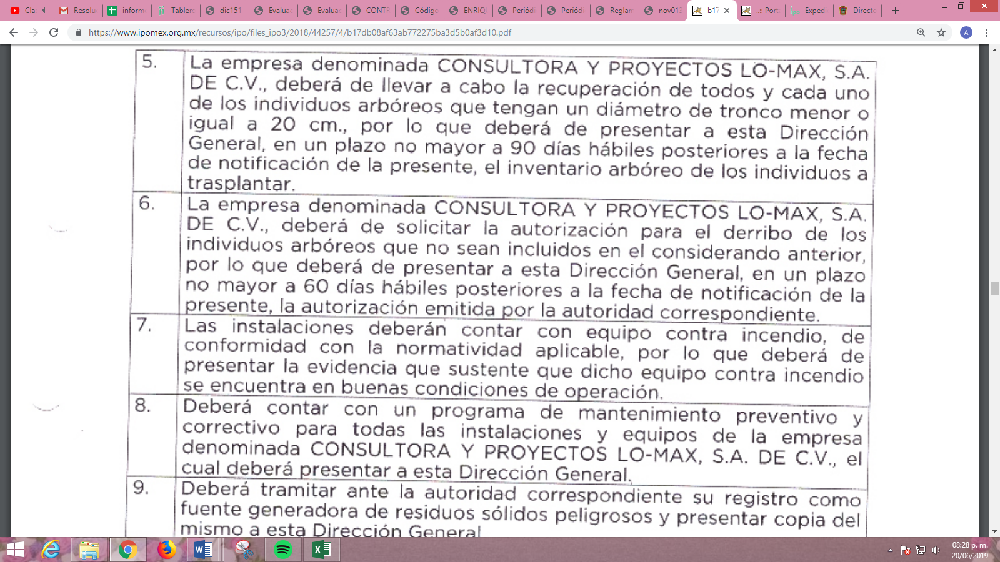 Cla
Resolu
inform
Tablero
dic151
Evaluac
Evaluac
CONTR
Código
ENRIQU
Periódi
Periódi
Reglam
nov013
b17
..:: Port
Expedi
Directo
https://www.ipomex.org.mx/recursos/ipo/files_ipo3/2018/44257/4/b17db08af63ab772275ba3d5b0af3d10.pdf
A
5. La empresa denominada CONSULTORA Y PROYECTOS LO-MAX, S.A.
DE C.V., deberá de llevar a cabo la recuperación de todos y cada uno
de los individuos arbóreos que tengan un diámetro de tronco menor o
igual a 20 cm., por lo que deberá de presentar a esta Dirección
General, en un plazo no mayor a 90 días hábiles posteriores a la fecha
de notificación de la presente, el inventario arbóreo de los individuos a
trasplantar.
6. La empresa denominada CONSULTORA Y PROYECTOS LO-MAX, S.A.
DE C.V., deberá de solicitar la autorización para el derribo de los
individuos arbóreos que no sean incluidos en el considerando anterior,
por lo que deberá de presentar a esta Dirección General, en un plazo
no mayor a 60 días hábiles posteriores a la fecha de notificación de la
presente, la autorización emitida por la autoridad correspondiente.
7. Las instalaciones deberán contar con equipo contra incendio, de
conformidad con la normatividad aplicable, por lo que deberá de
presentar la evidencia que sustente que dicho equipo contra incendio
se encuentra en buenas condiciones de operación.
8. Deberá contar con un programa de mantenimiento preventivo y
correctivo para todas las instalaciones y equipos de la empresa
denominada CONSULTORA Y PROYECTOS LO-MAX, S.A. DE C.V., el
cual deberá presentar a esta Dirección General.
9. Deberá tramitar ante la autoridad correspondiente su registro como
fuente generadora de residuos sólidos peligrosos y presentar copia del
mismo a esta Dirección General
08:28 p. m.
20/06/2019